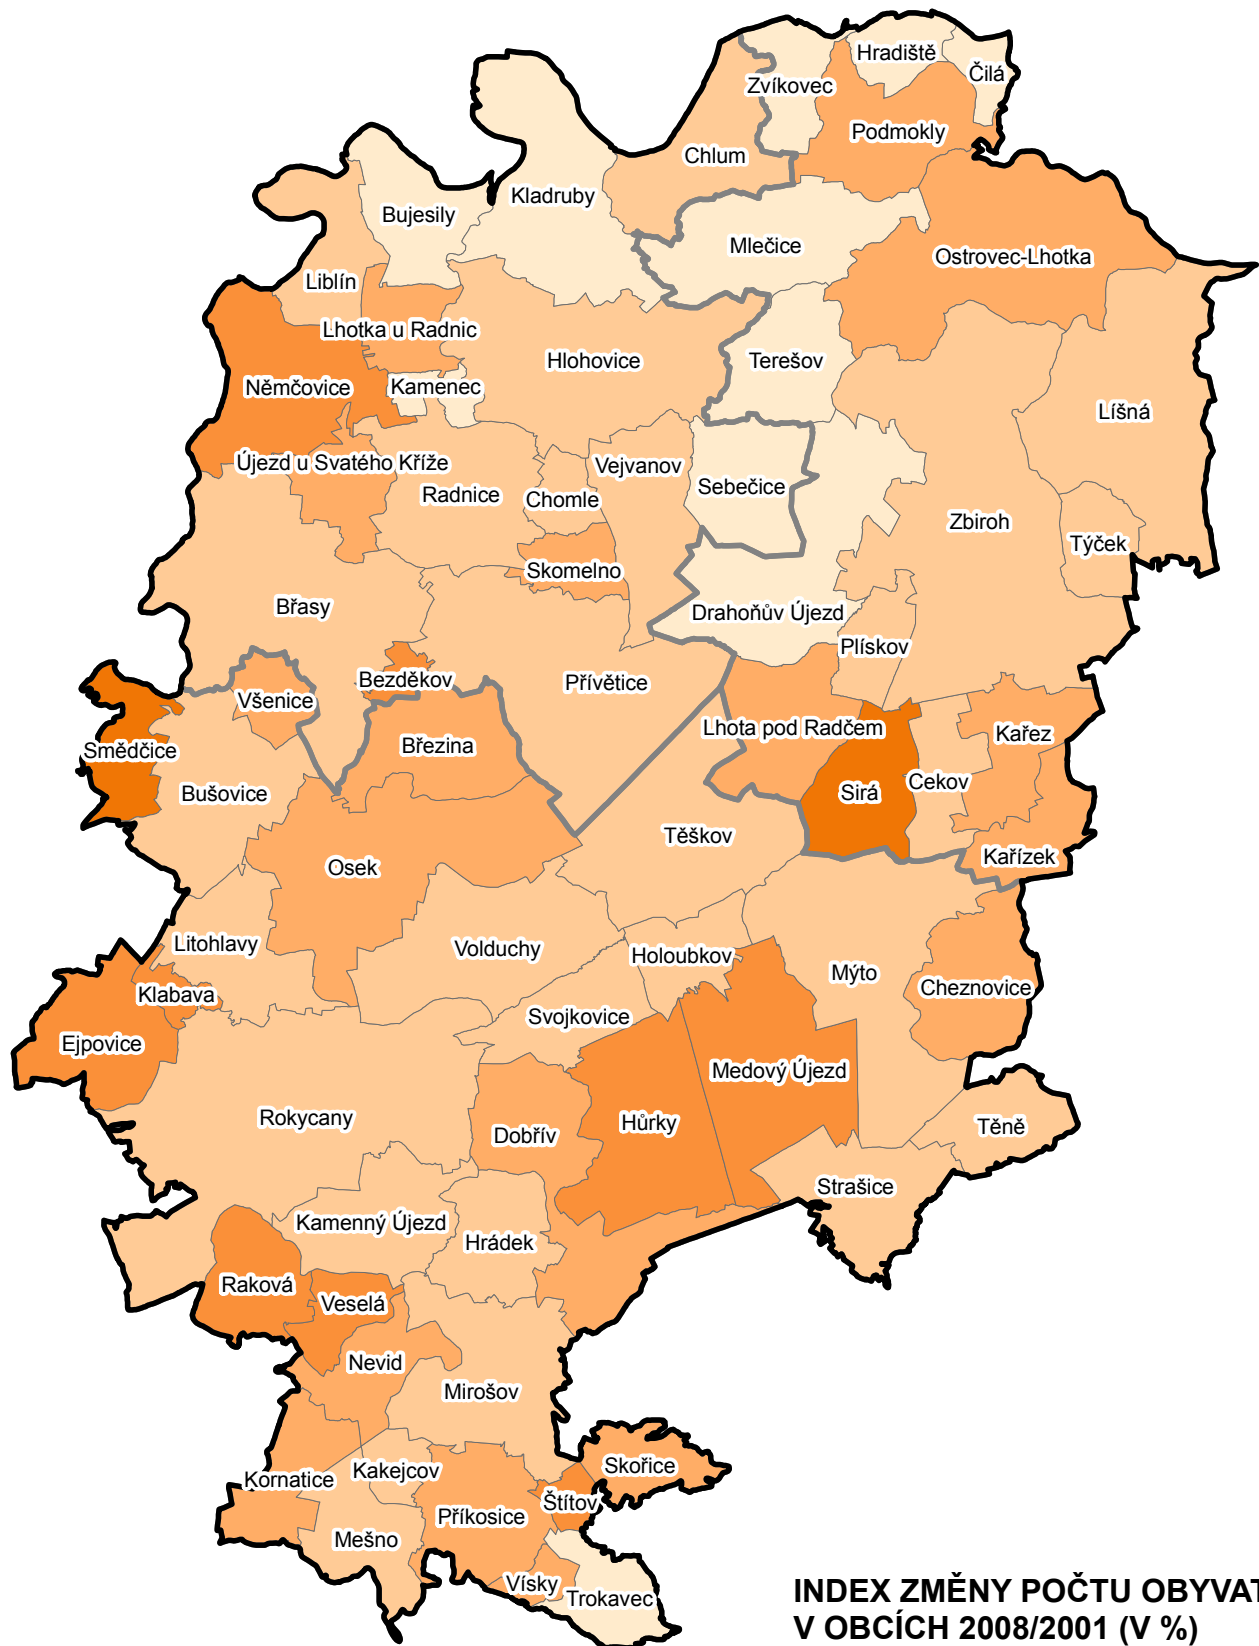 Hradiště
Zvíkovec
Čilá
Podmokly
Chlum
Kladruby
Bujesily
Mlečice
Ostrovec-Lhotka
Liblín
Lhotka u Radnic
Hlohovice
Terešov
Němčovice
Kamenec
Líšná
Újezd u Svatého Kříže
Vejvanov
Radnice
Chomle
Sebečice
Zbiroh
Týček
Skomelno
Břasy
Drahoňův Újezd
Plískov
Bezděkov
Přívětice
Všenice
Lhota pod Radčem
Kařez
Smědčice
Březina
Bušovice
Sirá
Cekov
Těškov
Kařízek
Osek
Litohlavy
Volduchy
Holoubkov
Mýto
Cheznovice
Klabava
Svojkovice
Ejpovice
Medový Újezd
Rokycany
Dobřív
Hůrky
Těně
Strašice
Kamenný Újezd
Hrádek
Raková
Veselá
Nevid
Mirošov
Skořice
Kakejcov
Kornatice
Štítov
Příkosice
Mešno
Vísky
Trokavec
INDEX ZMĚNY POČTU OBYVAT
V OBCÍCH 2008/2001 (V %)